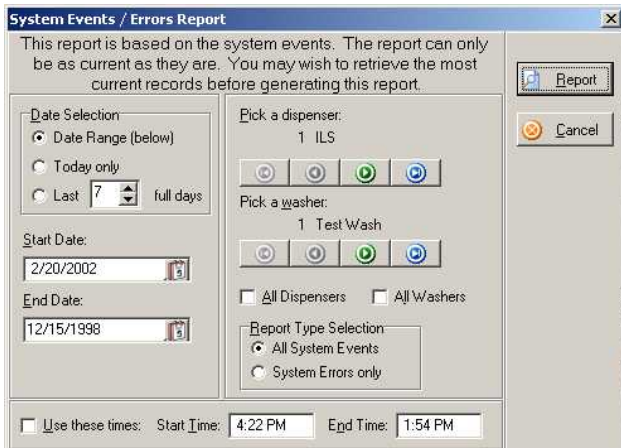 System Events / Errors Report
This report is based on the system events. The report can only
be as current as they are. You may wish to retrieve the most
current records before generating this report.
Report
Cancel
Date Selection
Date Range (below)
Today only
Last 7 full days
Start Date:
2/20/2002
End Date:
12/15/1998
Pick a dispenser:
1 ILS
Pick a washer:
1 Test Wash
All Dispensers All Washers
Report Type Selection
All System Events
System Errors only
Use these times: Start Time: 4:22 PM End Time: 1:54 PM